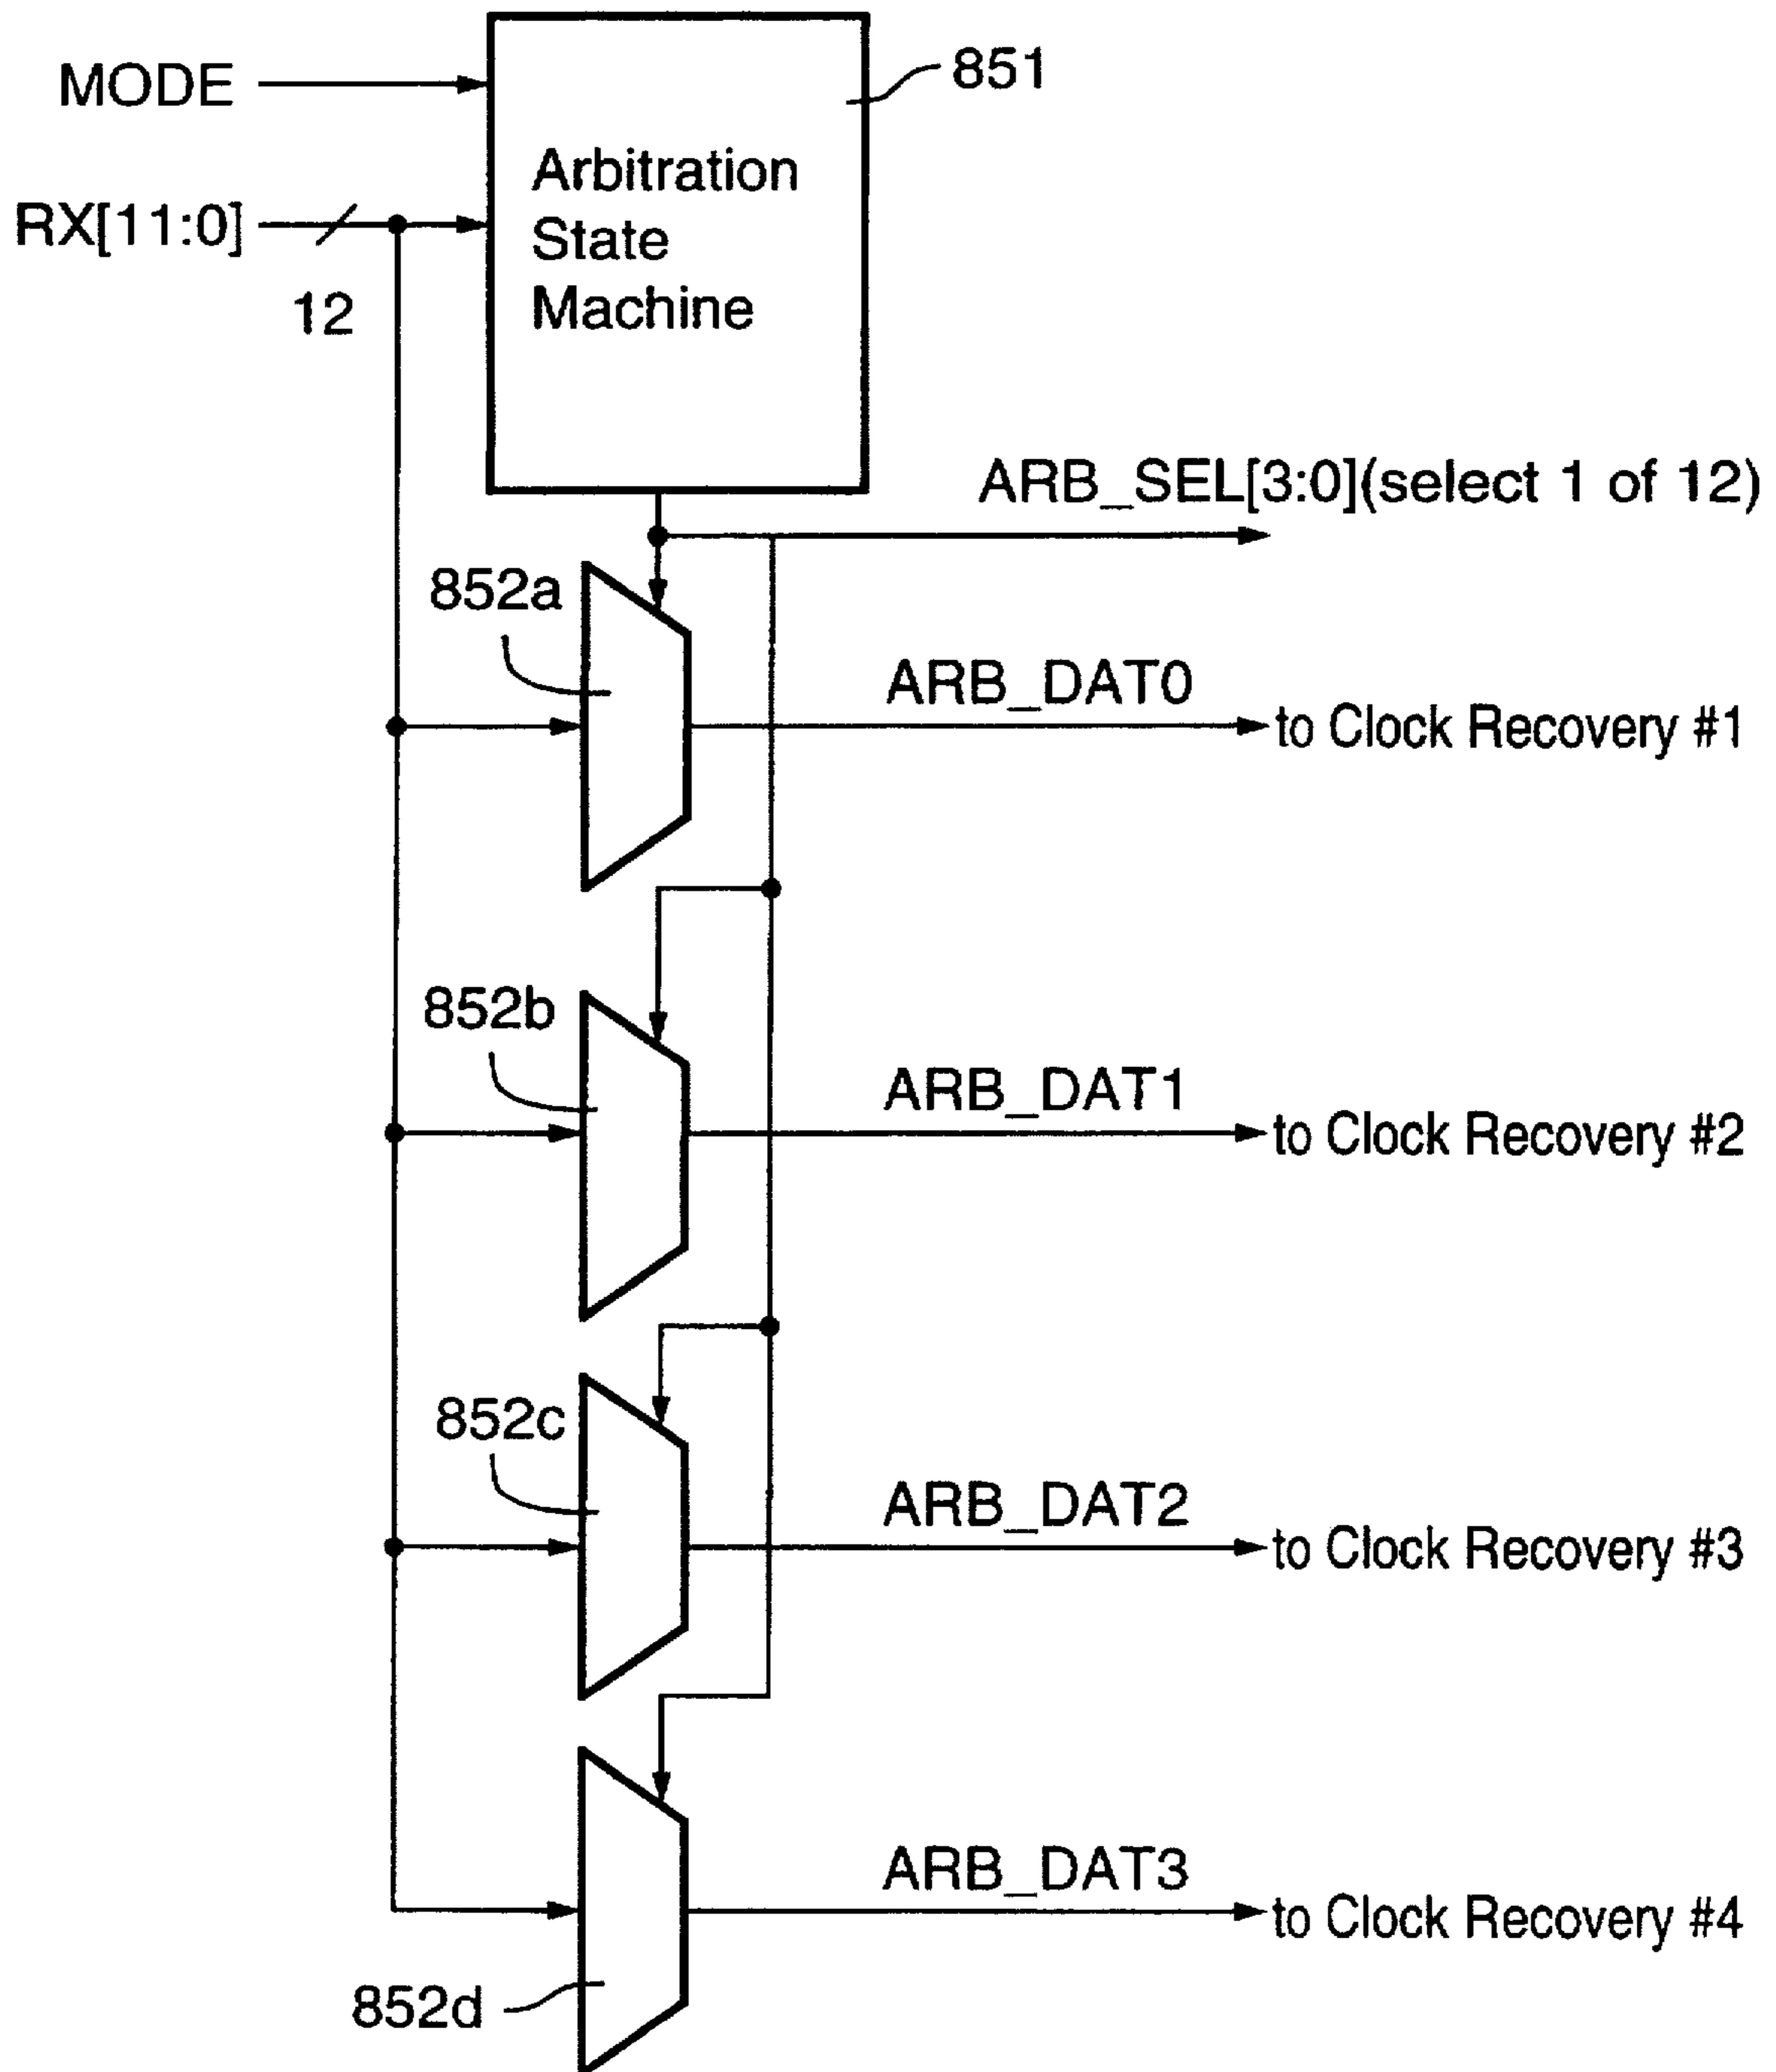 MODE
851
Arbitration
State
Machine
RX[11:0]
12
ARB_SEL[3:0](select 1 of 12)
852a
ARB_DAT0
to Clock Recovery #1
852b
ARB_DAT1
to Clock Recovery #2
852c
ARB_DAT2
to Clock Recovery #3
ARB_DAT3
to Clock Recovery #4
852d